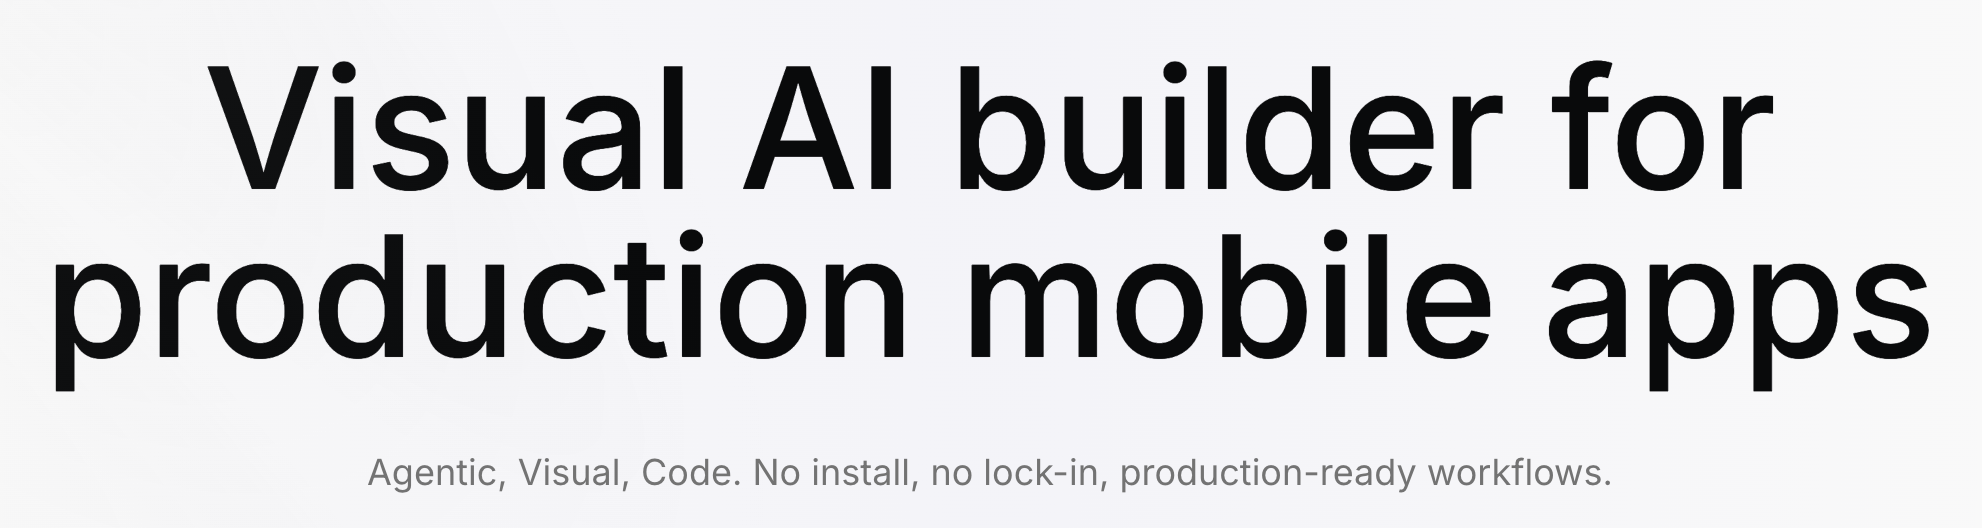 Visual AI builder for
production mobile apps
Agentic, Visual, Code. No install, no lock-in, production-ready workflows.